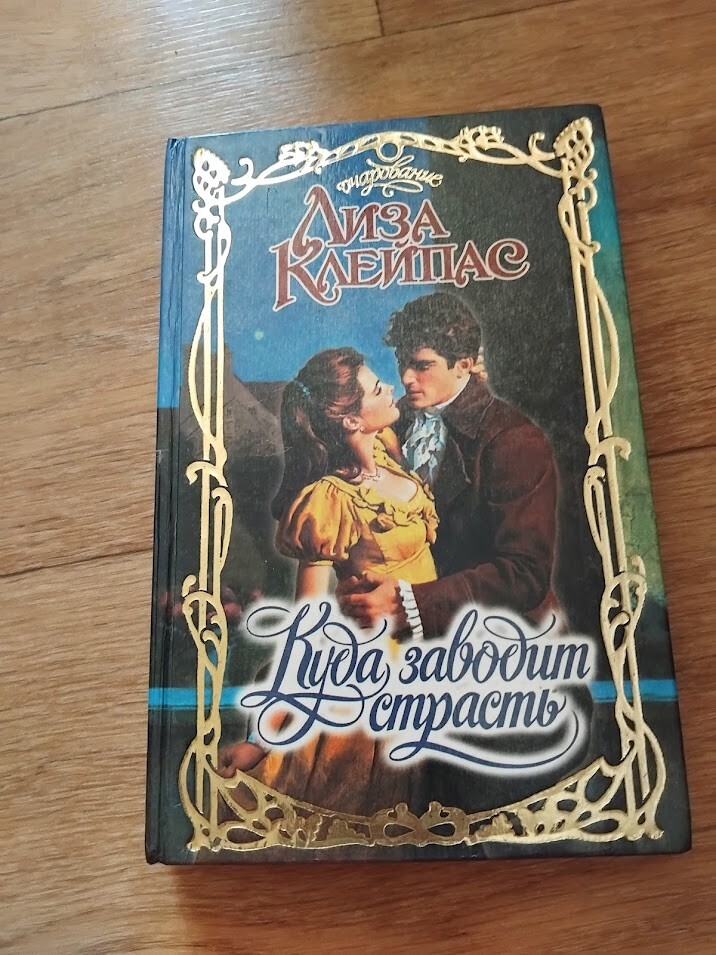 Очарование
ЛИЗА
КЛЕЙПАС
Куда заводит
страсть